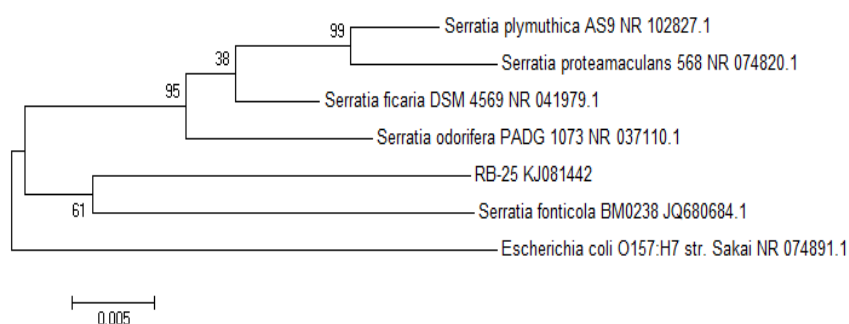 99
Serratia plymuthica AS9 NR 102827.1
Serratia proteamaculans 568 NR 074820.1
38
Serratia ficaria DSM 4569 NR 041979.1
95
Serratia odorifera PADG 1073 NR 037110.1
RB-25 KJ081442
61
Serratia fonticola BM0238 JQ680684.1
Escherichia coli O157:H7 str. Sakai NR 074891.1
0.005